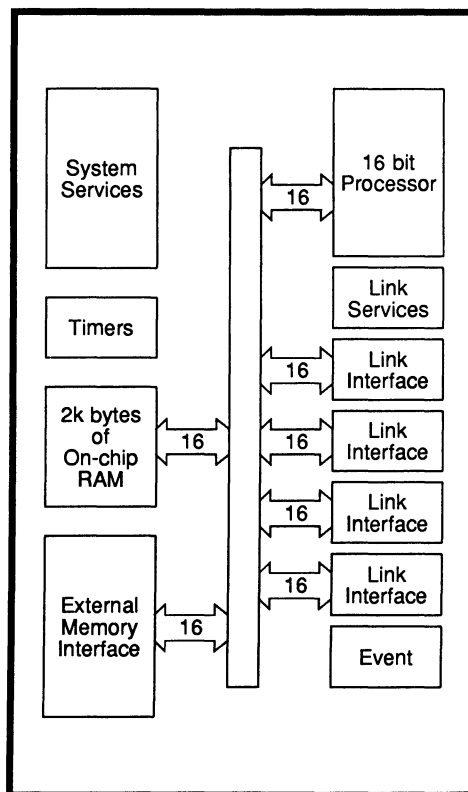 System
Services
Timers
2k bytes
of
On-chip
RAM
16
External
Memory
Interface
16
16 bit
Processor
16
Link
Services
Link
Interface
16
Link
Interface
16
Link
Interface
16
Link
Interface
16
Event